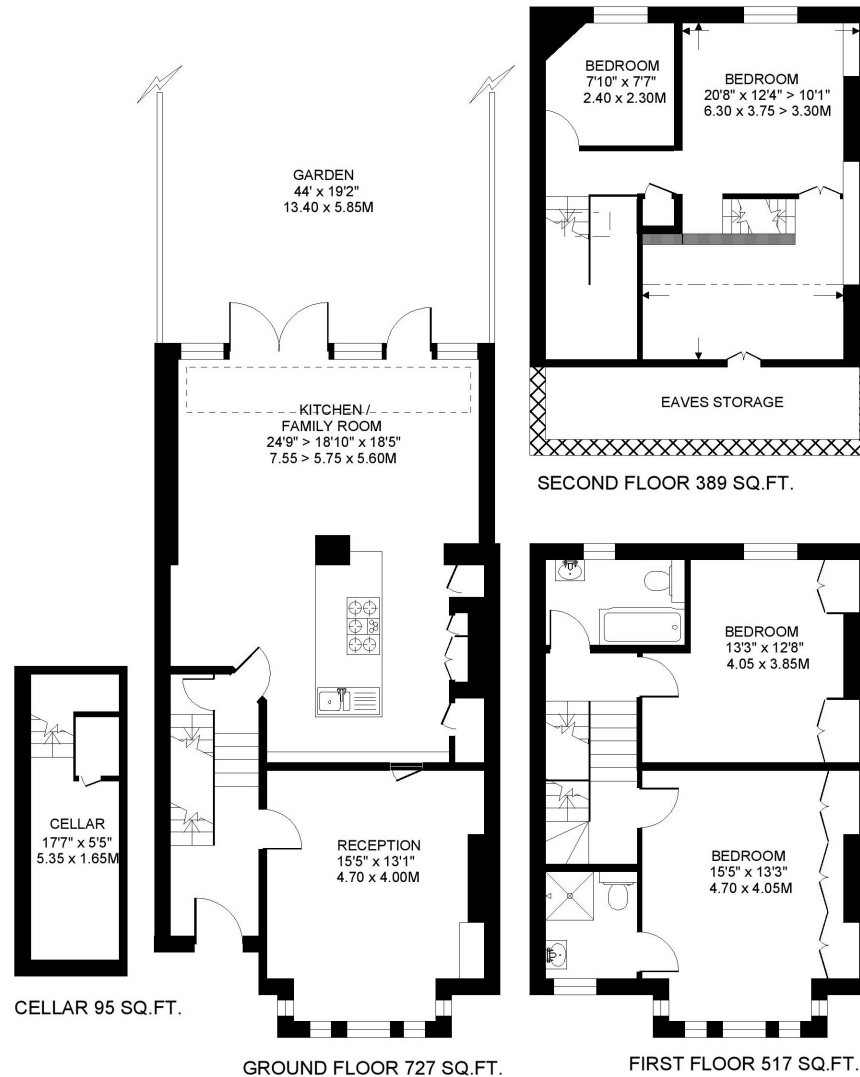 GARDEN
44' x 19'2"
13.40 x 5.85M
KITCHEN /
FAMILY ROOM
24'9" > 18'10" x 18'5"
7.55 > 5.75 x 5.60M
RECEPTION
15'5" x 13'1"
4.70 x 4.00M
GROUND FLOOR 727 SQ.FT.
CELLAR
17'7" x 5'5"
5.35 x 1.65M
CELLAR 95 SQ.FT.
BEDROOM
7'10" x 7'7"
2.40 x 2.30M
BEDROOM
20'8" x 12'4" > 10'1"
6.30 x 3.75 > 3.30M
EAVES STORAGE
SECOND FLOOR 389 SQ.FT.
BEDROOM
13'3" x 12'8"
4.05 x 3.85M
BEDROOM
15'5" x 13'3"
4.70 x 4.05M
FIRST FLOOR 517 SQ.FT.